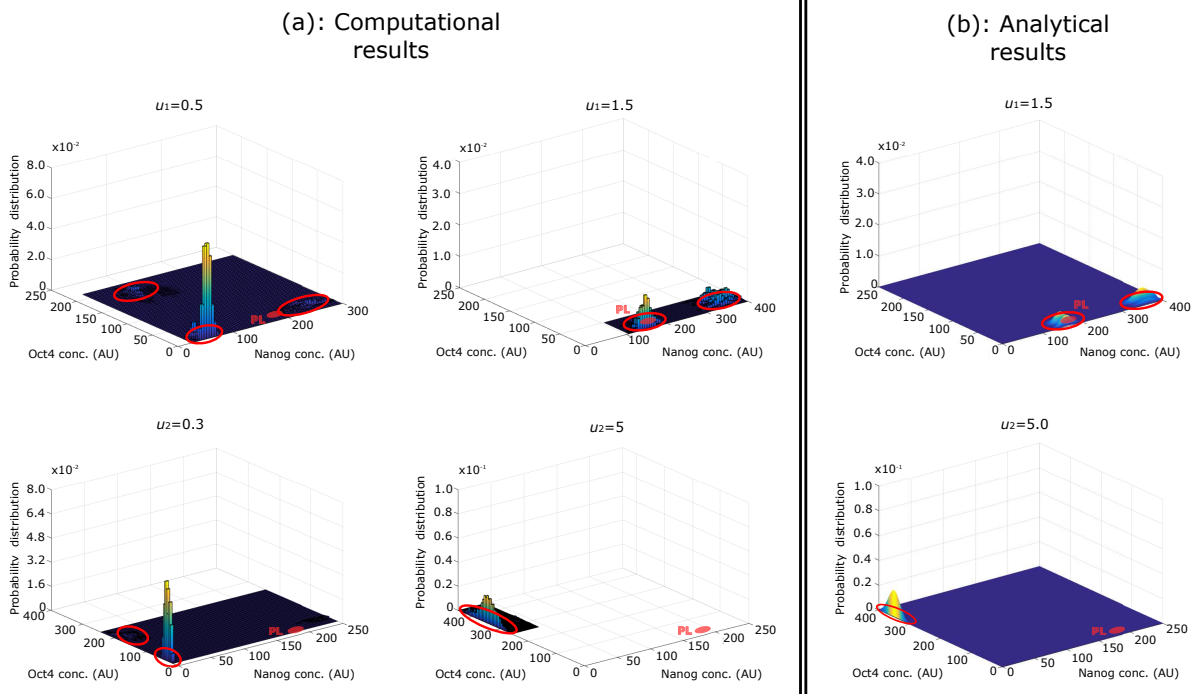 (a): Computational
results
(b): Analytical
results
u1=0.5
x10-2
Probability distribution
8.0
6.0
4.0
2.0
0
250
200
150
100
50
0
Oct4 conc. (AU)
PL
0
100
200
300
Nanog conc. (AU)
u1=1.5
x10-2
Probability distribution
4.0
3.0
2.0
1.0
0
250
200
150
100
50
0
Oct4 conc. (AU)
PL
0
100
200
300
400
Nanog conc. (AU)
u1=1.5
x10-2
Probability distribution
4.0
3.0
2.0
1.0
0
250
200
150
100
50
0
Oct4 conc. (AU)
PL
0
100
200
300
400
Nanog conc. (AU)
u2=0.3
x10-2
Probability distribution
8.0
6.4
4.8
3.2
1.6
0
400
300
200
100
0
Oct4 conc. (AU)
PL
0
50
100
150
200
250
Nanog conc. (AU)
u2=5
x10-1
Probability distribution
1.0
0.8
0.6
0.4
0.2
0
400
300
200
100
0
Oct4 conc. (AU)
PL
0
50
100
150
200
250
Nanog conc. (AU)
u2=5.0
x10-1
Probability distribution
1.0
0.8
0.6
0.4
0.2
0
400
300
200
100
0
Oct4 conc. (AU)
PL
0
50
100
150
200
250
Nanog conc. (AU)